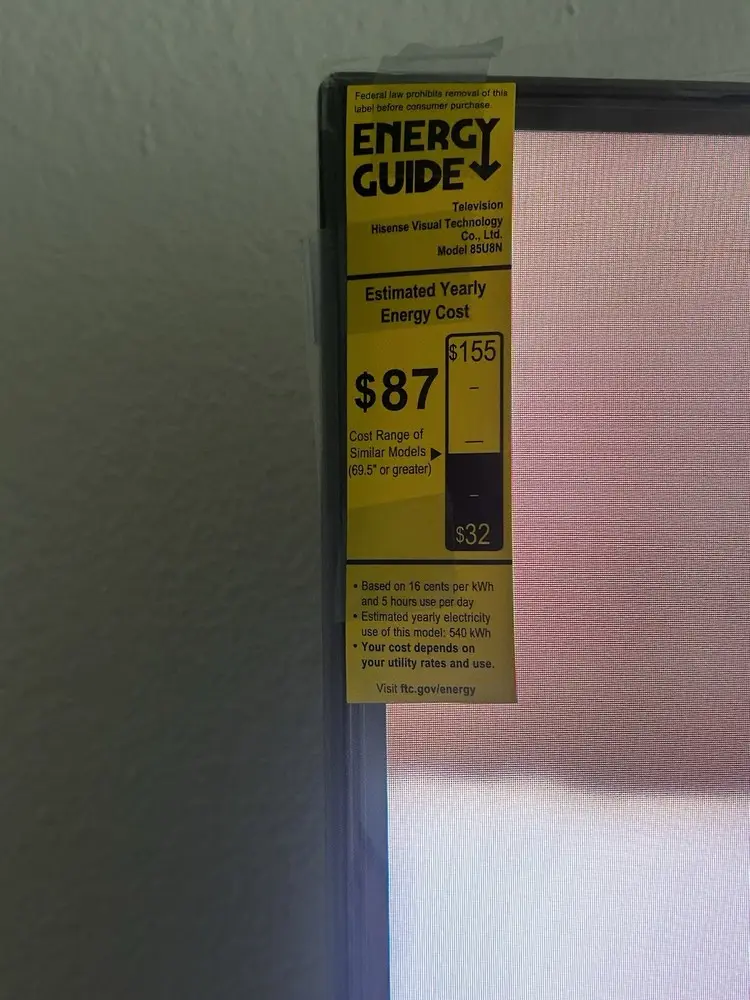 Federal law prohibits removal of this
label before consumer purchase.
ENERGY
GUIDE
Television
Hisense Visual Technology
Co., Ltd.
Model 85U8N
Estimated Yearly
Energy Cost
$155
$87
Cost Range of
Similar Models
(69.5" or greater)
$32
• Based on 16 cents per kWh
and 5 hours use per day
• Estimated yearly electricity
use of this model: 540 kWh
• Your cost depends on
your utility rates and use.
Visit ftc.gov/energy